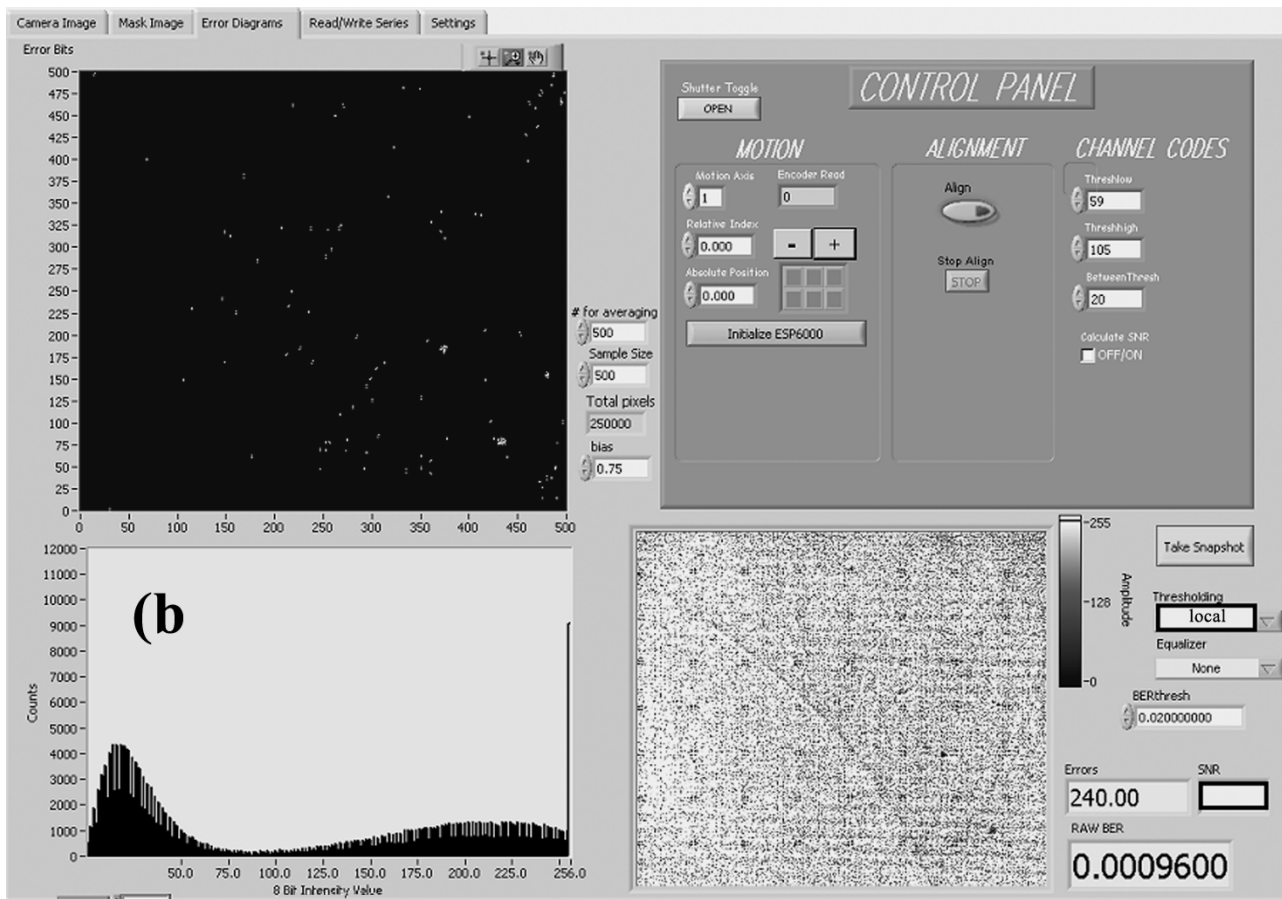 Camera Image Mask Image Error Diagrams Read/Write Series Settings
Error Bits
500
475
450
425
400
375
350
325
300
275
250
225
200
175
150
125
100
75
50
25
0
0 50 100 150 200 250 300 350 400 450 500
# for averaging
500
Sample Size
500
Total pixels
250000
bias
0.75
CONTROL PANEL
Shutter Toggle
OPEN
MOTION
Motion Axis Encoder Read
1 0
Relative Index
0.000 - +
Absolute Position
0.000
Initialize ESP6000
ALIGNMENT
Align
Stop Align
STOP
CHANNEL CODES
Threshlow
59
Threshhigh
105
BetweenThresh
20
Calculate SNR
OFF/ON
12000
11000
10000
9000
8000
7000
6000
5000
4000
3000
2000
1000
0
Counts
(b
50.0 75.0 100.0 125.0 150.0 175.0 200.0 225.0 256.0
8 Bit Intensity Value
255
128
0
Amplitude
Take Snapshot
Thresholding
local
Equalizer
None
BERthresh
0.020000000
Errors SNR
240.00
RAW BER
0.0009600